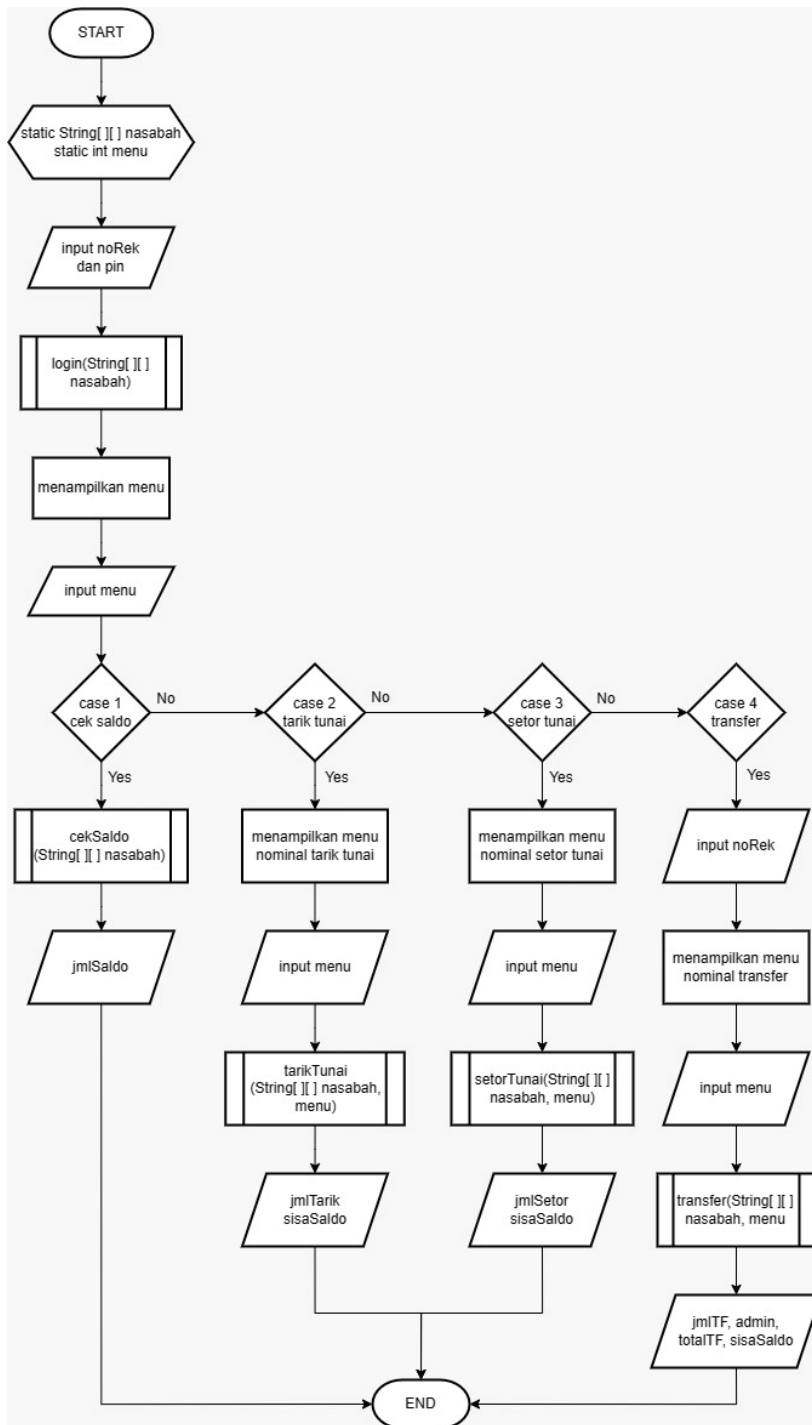 START
static String[ ][ ] nasabah
static int menu
input noRek
dan pin
login(String[ ][ ]
nasabah)
menampilkan menu
input menu
case 1
cek saldo
No
Yes
case 2
tarik tunai
No
Yes
case 3
setor tunai
No
Yes
case 4
transfer
Yes
cekSaldo
(String[ ][ ] nasabah)
jmlSaldo
menampilkan menu
nominal tarik tunai
input menu
tarikTunai
(String[ ][ ] nasabah,
menu)
jmlTarik
sisaSaldo
menampilkan menu
nominal setor tunai
input menu
setorTunai(String[ ][ ]
nasabah, menu)
jmlSetor
sisaSaldo
input noRek
menampilkan menu
nominal transfer
input menu
transfer(String[ ][ ]
nasabah, menu
jmlTF, admin,
totalTF, sisaSaldo
END